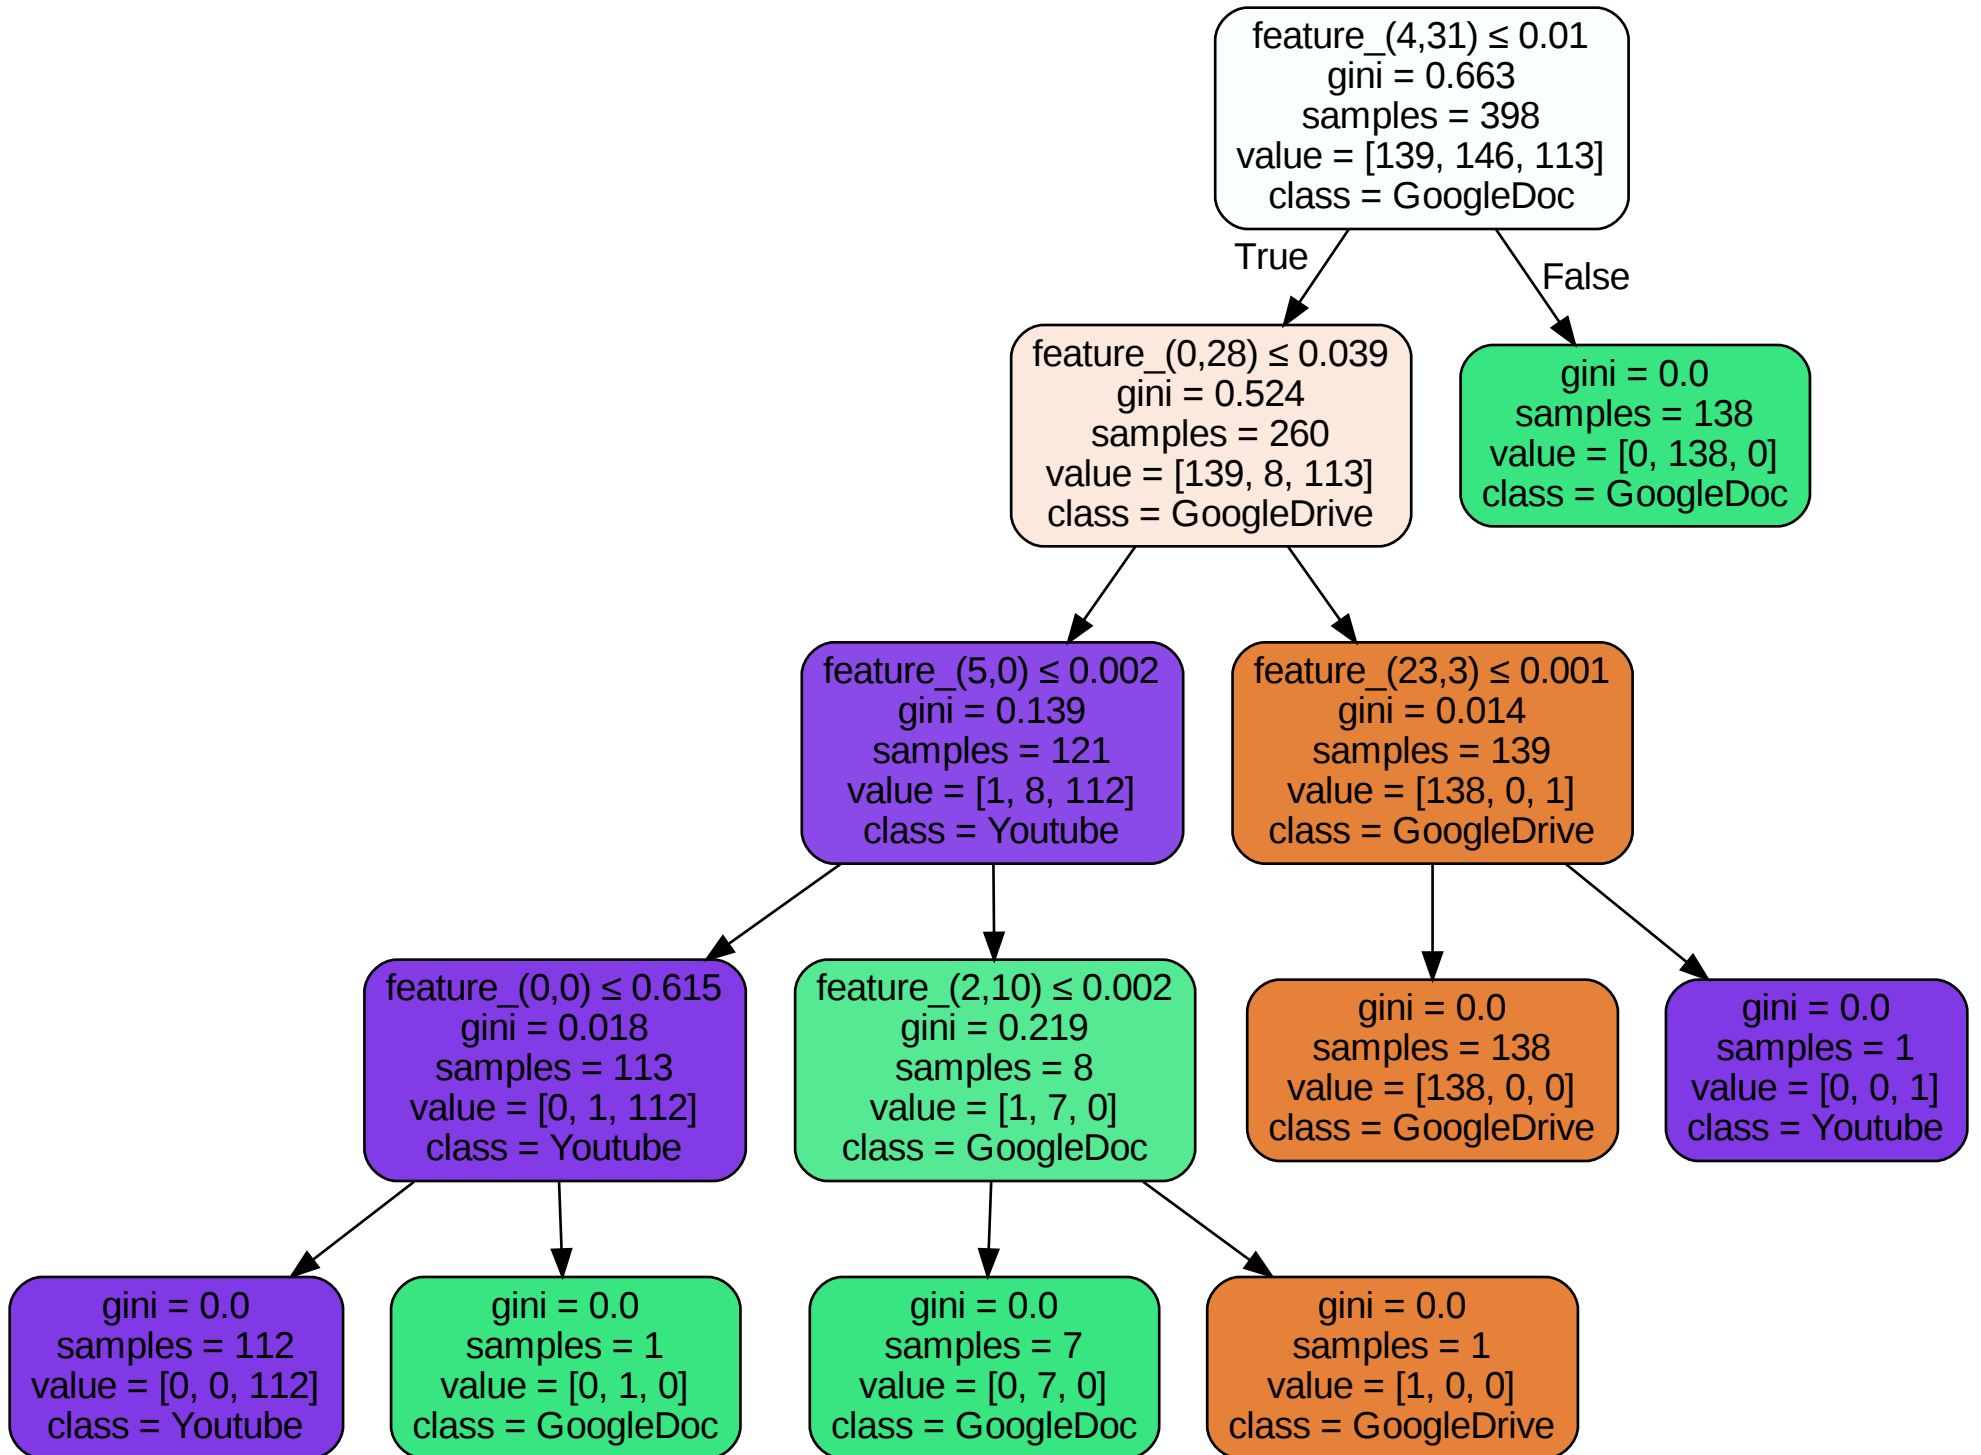 feature_(4,31) ≤ 0.01
gini = 0.663
samples = 398
value = [139, 146, 113]
class = GoogleDoc
True
False
feature_(0,28) ≤ 0.039
gini = 0.524
samples = 260
value = [139, 8, 113]
class = GoogleDrive
gini = 0.0
samples = 138
value = [0, 138, 0]
class = GoogleDoc
feature_(5,0) ≤ 0.002
gini = 0.139
samples = 121
value = [1, 8, 112]
class = Youtube
feature_(23,3) ≤ 0.001
gini = 0.014
samples = 139
value = [138, 0, 1]
class = GoogleDrive
feature_(0,0) ≤ 0.615
gini = 0.018
samples = 113
value = [0, 1, 112]
class = Youtube
feature_(2,10) ≤ 0.002
gini = 0.219
samples = 8
value = [1, 7, 0]
class = GoogleDoc
gini = 0.0
samples = 138
value = [138, 0, 0]
class = GoogleDrive
gini = 0.0
samples = 1
value = [0, 0, 1]
class = Youtube
gini = 0.0
samples = 112
value = [0, 0, 112]
class = Youtube
gini = 0.0
samples = 1
value = [0, 1, 0]
class = GoogleDoc
gini = 0.0
samples = 7
value = [0, 7, 0]
class = GoogleDoc
gini = 0.0
samples = 1
value = [1, 0, 0]
class = GoogleDrive